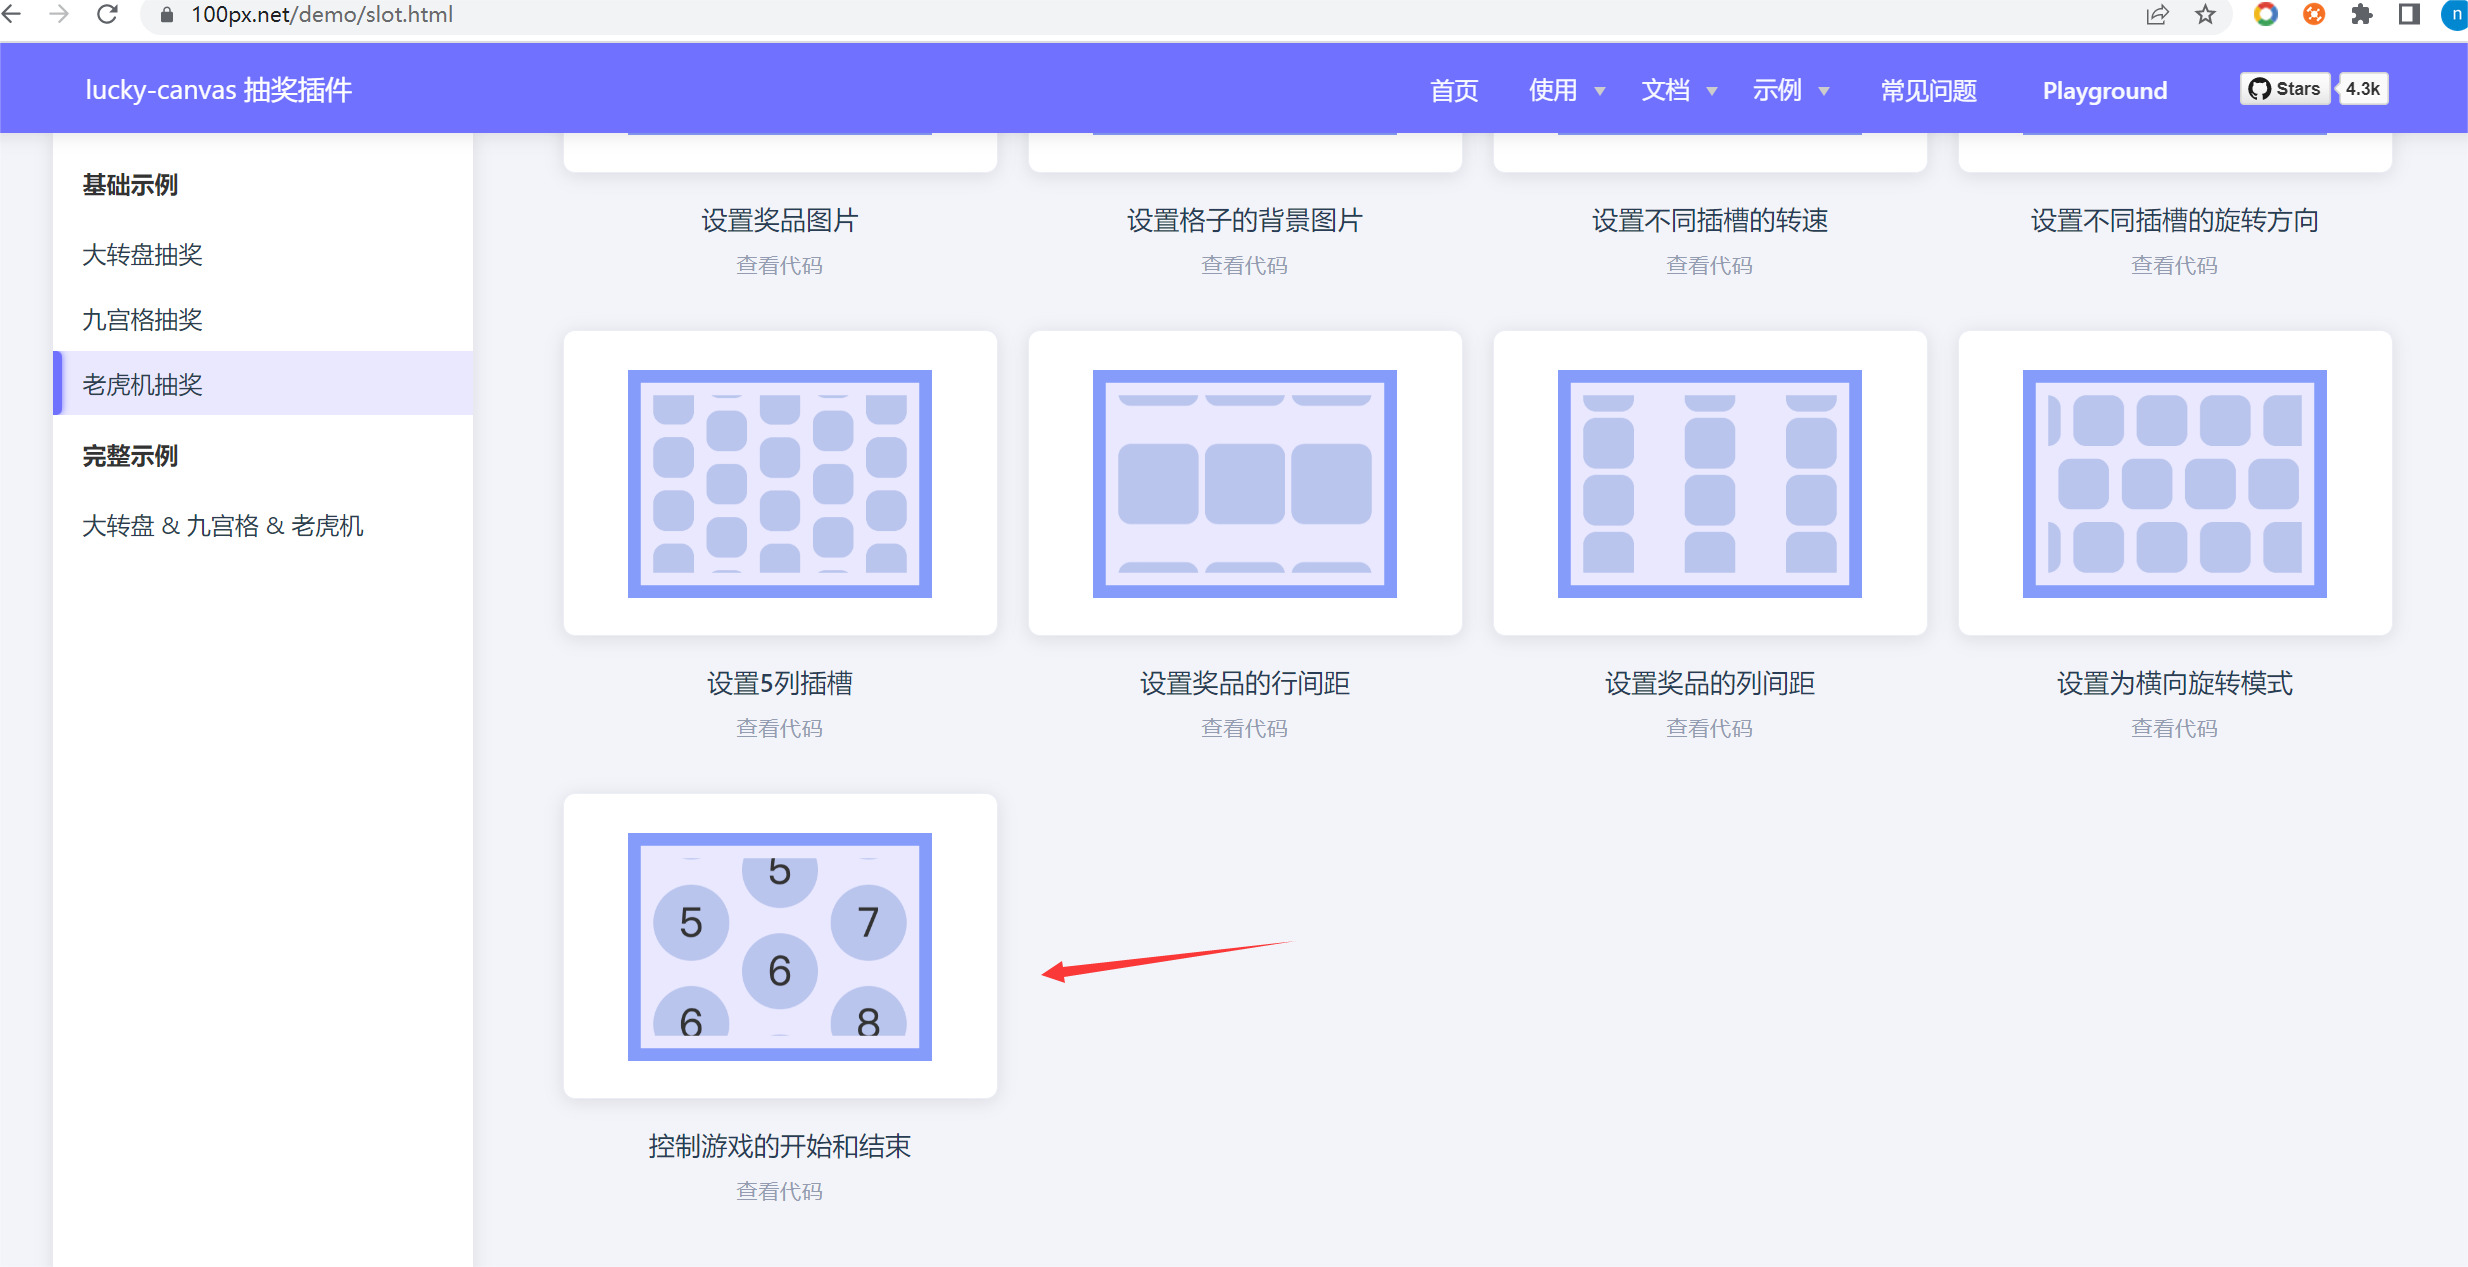 100px.net/demo/slot.html
n
lucky-canvas 抽奖插件
首页
使用
文档
示例
常见问题
Playground
Stars
4.3k
基础示例
大转盘抽奖
九宫格抽奖
老虎机抽奖
完整示例
大转盘 & 九宫格 & 老虎机
设置奖品图片
设置格子的背景图片
设置不同插槽的转速
设置不同插槽的旋转方向
查看代码
查看代码
查看代码
查看代码
设置5列插槽
设置奖品的行间距
设置奖品的列间距
设置为横向旋转模式
查看代码
查看代码
查看代码
查看代码
5
5
7
6
6
8
控制游戏的开始和结束
查看代码